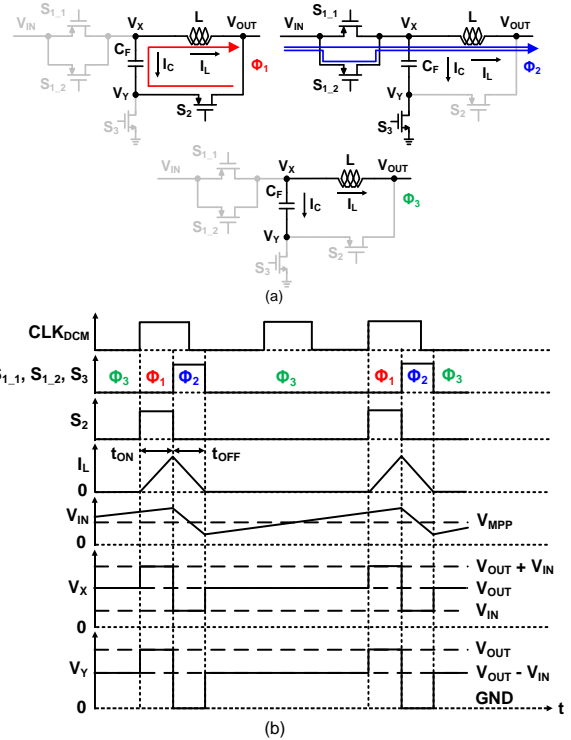 S1_1
VIN
S1_2
VX
L
VOUT
CF
IC
IL
Φ1
VY
S2
S3
S1_1
VIN
S1_2
VX
L
VOUT
CF
IC
IL
Φ2
VY
S2
S3
S1_1
VIN
S1_2
VX
L
VOUT
CF
IC
IL
Φ3
VY
S2
S3
(a)
CLKDCM
S1_1, S1_2, S3
Φ3 Φ1 Φ2 Φ3 Φ1 Φ2 Φ3
S2
tON tOFF
IL
0
VIN
VMPP
0
VOUT + VIN
VX
VOUT
VIN
0
VOUT
VY
VOUT - VIN
GND
0
t
(b)